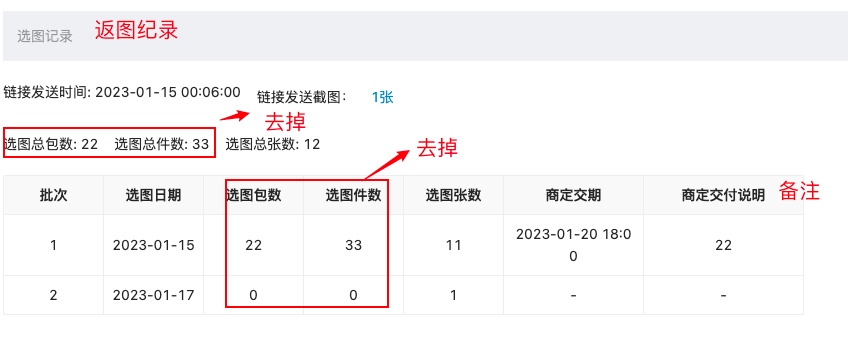 选图记录 返图纪录
链接发送时间: 2023-01-15 00:06:00 链接发送截图： 1张
去掉
选图总包数: 22 选图总件数: 33 选图总张数: 12
去掉
批次 选图日期 选图包数 选图件数 选图张数 商定交期 商定交付说明 备注
1 2023-01-15 22 33 11 2023-01-20 18:0
0 22
2 2023-01-17 0 0 1 - -